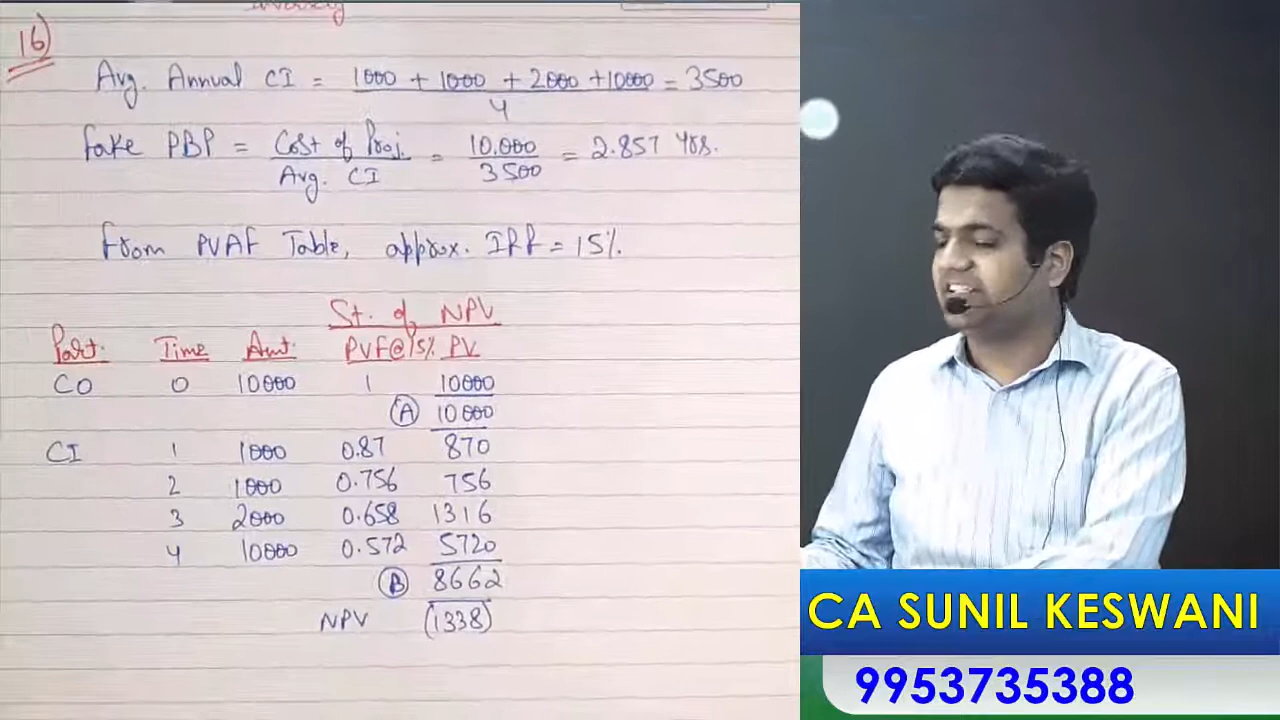 16)
Avg. Annual CI = 1000 + 1000 + 2000 + 10000 = 3500
4
fake PBP = Cost of Proj. = 10.000 = 2.857 yrs.
Avg. CI 3500
from PVAF Table, approx. IRR = 15%.
St. of NPV
Part. Time Amt. PVF@15% PV
CO 0 10000 1 10000
(A) 10000
CI 1 1000 0.87 870
2 1000 0.756 756
3 2000 0.658 1316
4 10000 0.572 5720
(B) 8662
NPV (1338)
CA SUNIL KESWANI
9953735388